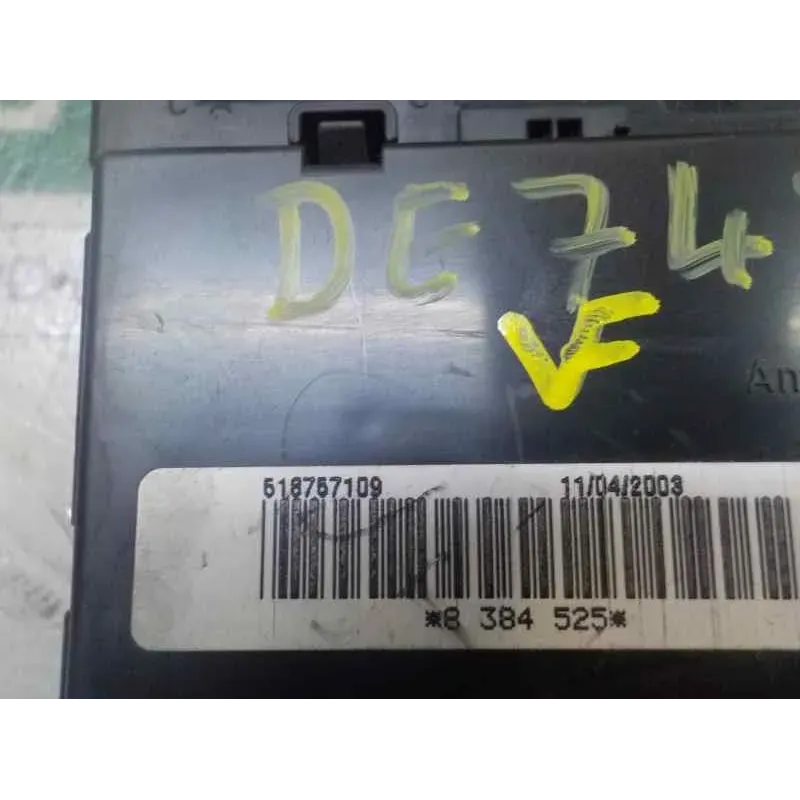 DE74
VF
An
518757109 11/04/2003
*8 384 525*